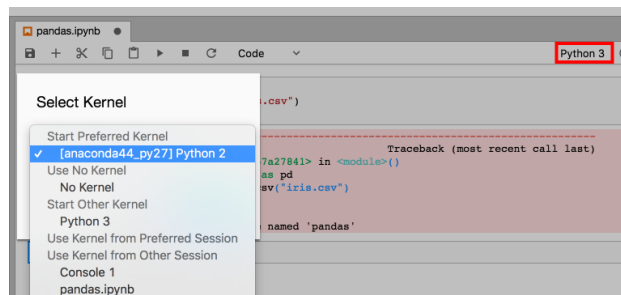 pandas.ipynb
Code
Python 3
Select Kernel
.csv")
Start Preferred Kernel
Traceback (most recent call last)
✓ [anaconda44_py27] Python 2
7a27841> in <module>()
Use No Kernel
as pd
No Kernel
sv("iris.csv")
Start Other Kernel
Python 3
named 'pandas'
Use Kernel from Preferred Session
Use Kernel from Other Session
Console 1
pandas.ipynb